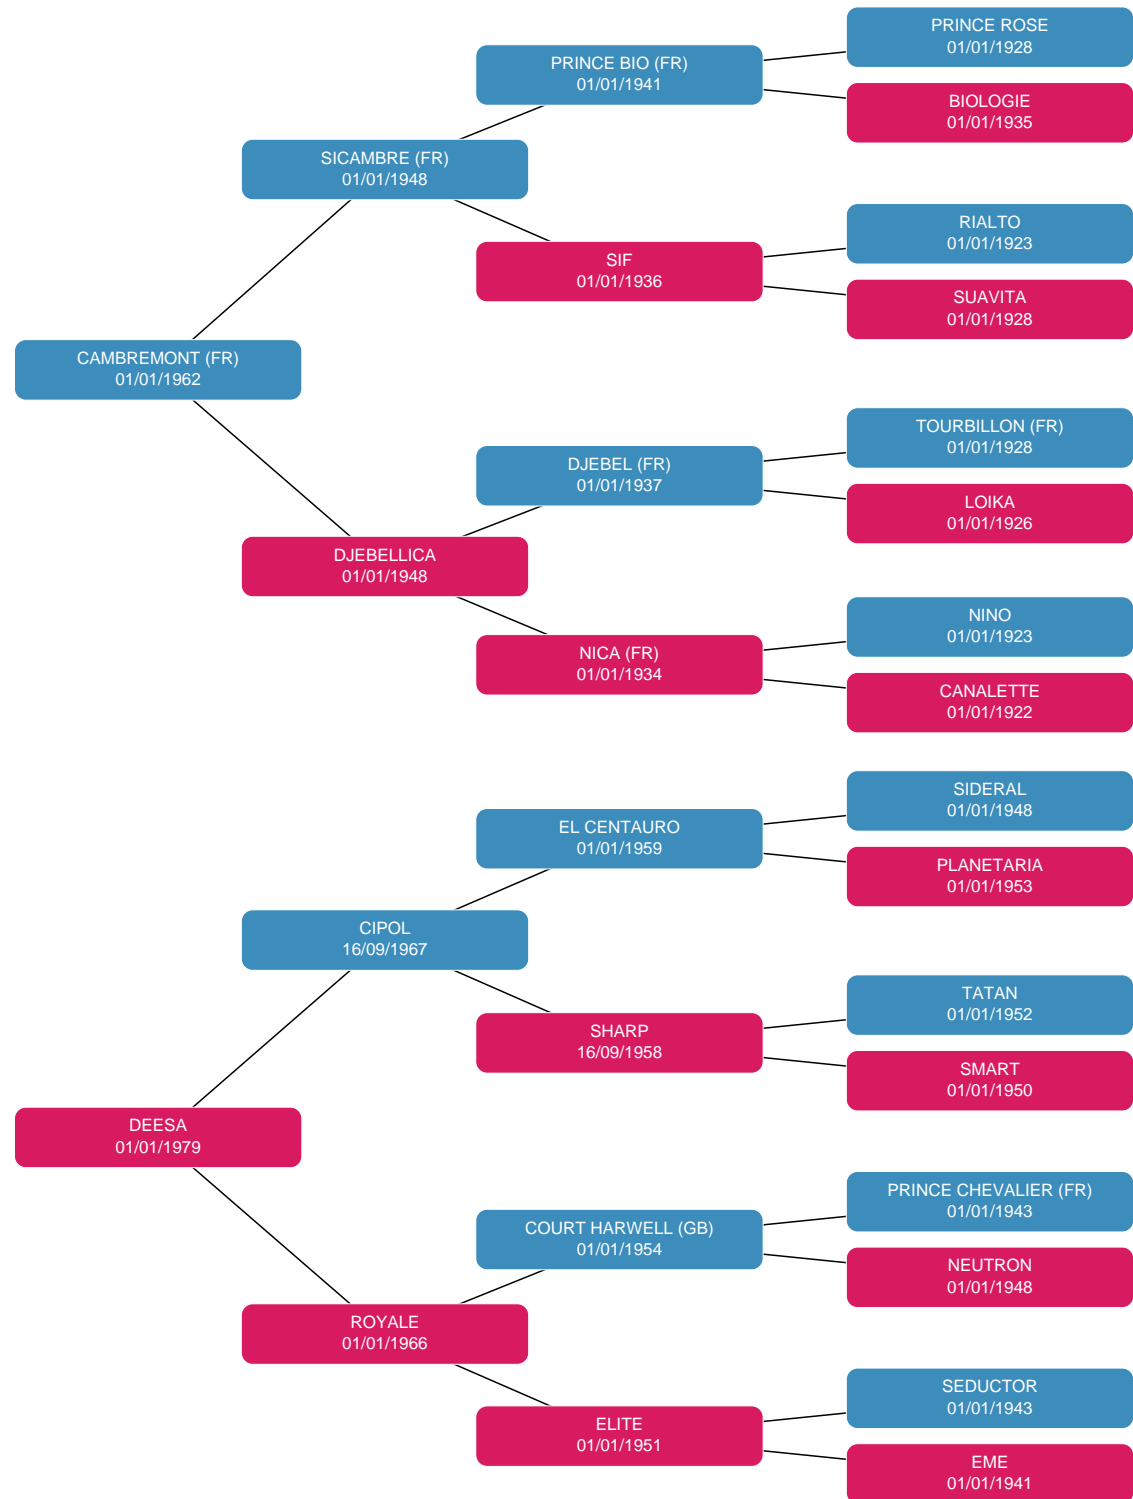 PRINCE ROSE
01/01/1928
PRINCE BIO (FR)
01/01/1941
BIOLOGIE
01/01/1935
SICAMBRE (FR)
01/01/1948
RIALTO
01/01/1923
SIF
01/01/1936
SUAVITA
01/01/1928
CAMBREMONT (FR)
01/01/1962
TOURBILLON (FR)
01/01/1928
DJEBEL (FR)
01/01/1937
LOIKA
01/01/1926
DJEBELLICA
01/01/1948
NINO
01/01/1923
NICA (FR)
01/01/1934
CANALETTE
01/01/1922
SIDERAL
01/01/1948
EL CENTAURO
01/01/1959
PLANETARIA
01/01/1953
CIPOL
16/09/1967
TATAN
01/01/1952
SHARP
16/09/1958
SMART
01/01/1950
DEESA
01/01/1979
PRINCE CHEVALIER (FR)
01/01/1943
COURT HARWELL (GB)
01/01/1954
NEUTRON
01/01/1948
ROYALE
01/01/1966
SEDUCTOR
01/01/1943
ELITE
01/01/1951
EME
01/01/1941